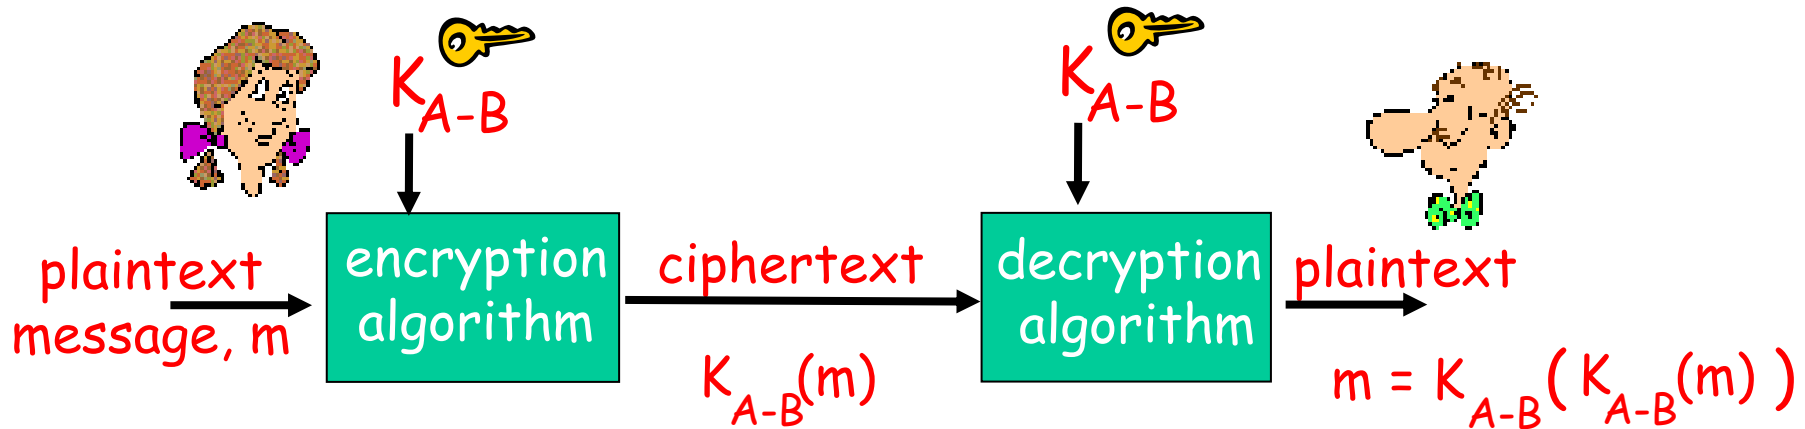 K A-B
K A-B
plaintext
message, m
encryption
algorithm
ciphertext
K A-B (m)
decryption
algorithm
plaintext
m = K A-B ( K A-B (m) )